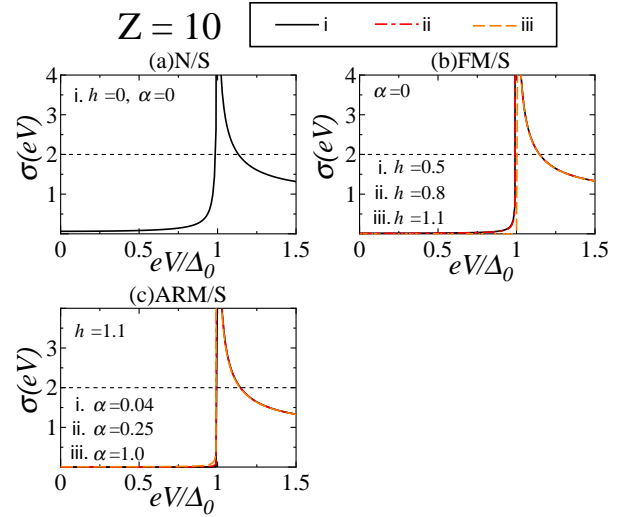 Z = 10
i ii iii
(a)N/S
i. h=0, α=0
σ(eV)
4
3
2
1
0 0.5 1 1.5
eV/Δ₀
(b)FM/S
α=0
i. h=0.5
ii. h=0.8
iii. h=1.1
σ(eV)
4
3
2
1
0 0.5 1 1.5
eV/Δ₀
(c)ARM/S
h=1.1
i. α=0.04
ii. α=0.25
iii. α=1.0
σ(eV)
4
3
2
1
0 0.5 1 1.5
eV/Δ₀